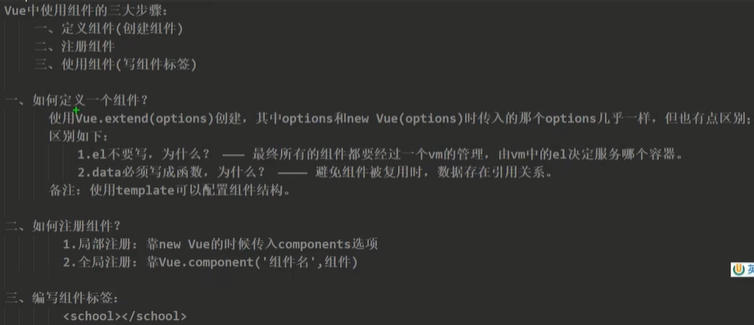 Vue中使用组件的三大步骤:
一、定义组件(创建组件)
二、注册组件
三、使用组件(写组件标签)
一、如何定义一个组件?
使用Vue.extend(options)创建,其中options和new Vue(options)时传入的那个options几乎一样,但也有点区别;
区别如下:
1.el不要写,为什么? ——— 最终所有的组件都要经过一个vm的管理,由vm中的el决定服务哪个容器。
2.data必须写成函数,为什么? ———— 避免组件被复用时,数据存在引用关系。
备注:使用template可以配置组件结构。
二、如何注册组件?
1.局部注册:靠new Vue的时候传入components选项
2.全局注册:靠Vue.component('组件名',组件)
英
三、编写组件标签:
<school></school>